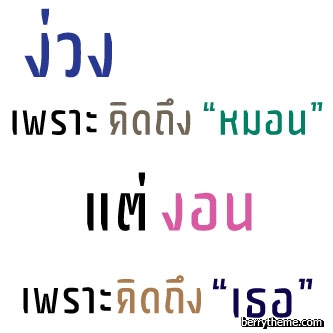 ง่วง
เพราะ คิดถึง “หมอน”
แต่ งอน
เพราะคิดถึง “เธอ”
berrytheme.com